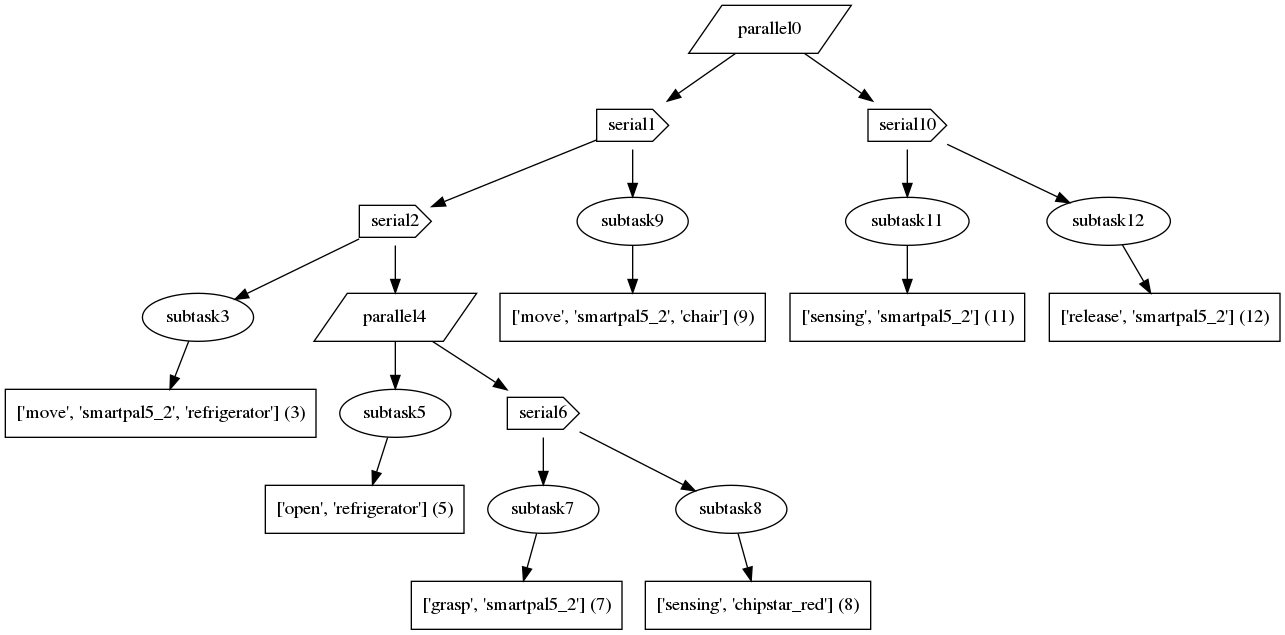 parallel0
serial1
serial10
serial2
subtask9
subtask11
subtask12
subtask3
parallel4
['move', 'smartpal5_2', 'chair'] (9)
['sensing', 'smartpal5_2'] (11)
['release', 'smartpal5_2'] (12)
['move', 'smartpal5_2', 'refrigerator'] (3)
subtask5
serial6
['open', 'refrigerator'] (5)
subtask7
subtask8
['grasp', 'smartpal5_2'] (7)
['sensing', 'chipstar_red'] (8)